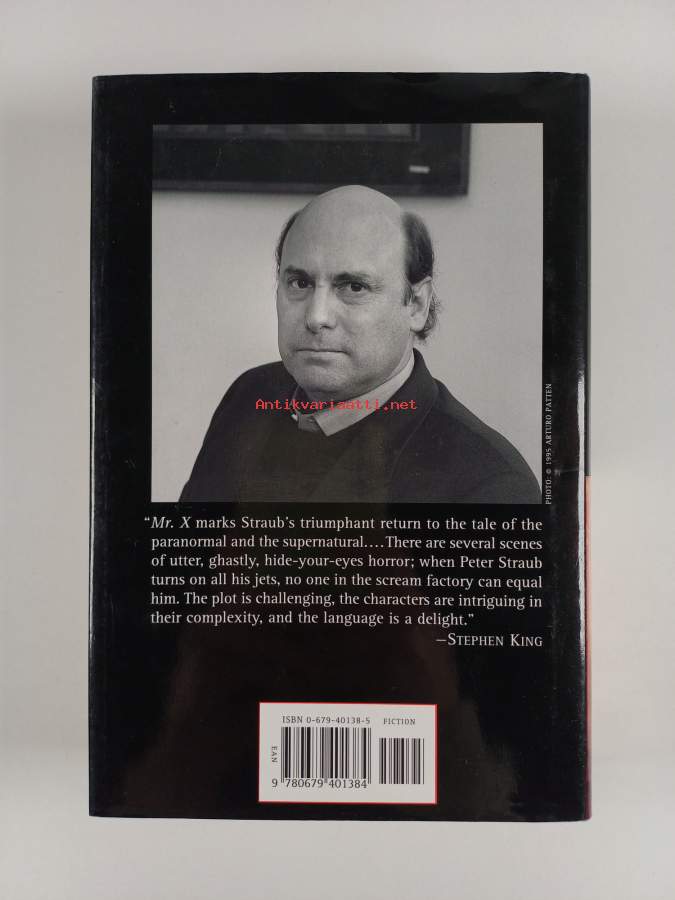 Antikvariaatti.net
PHOTO: © 1995 ARTURO PATTEN
“Mr. X marks Straub’s triumphant return to the tale of the
paranormal and the supernatural....There are several scenes
of utter, ghastly, hide-your-eyes horror; when Peter Straub
turns on all his jets, no one in the scream factory can equal
him. The plot is challenging, the characters are intriguing in
their complexity, and the language is a delight.”
—STEPHEN KING
ISBN 0-679-40138-5 FICTION
EAN
9 780679 401384